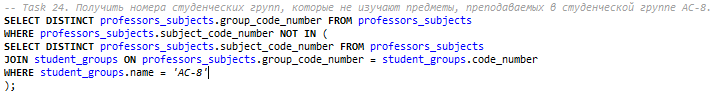 -- Task 24. Получить номера студенческих групп, которые не изучают предметы, преподаваемых в студенческой группе АС-8.
SELECT DISTINCT professors_subjects.group_code_number FROM professors_subjects
WHERE professors_subjects.subject_code_number NOT IN (
SELECT DISTINCT professors_subjects.subject_code_number FROM professors_subjects
JOIN student_groups ON professors_subjects.group_code_number = student_groups.code_number
WHERE student_groups.name = 'АС-8'
);